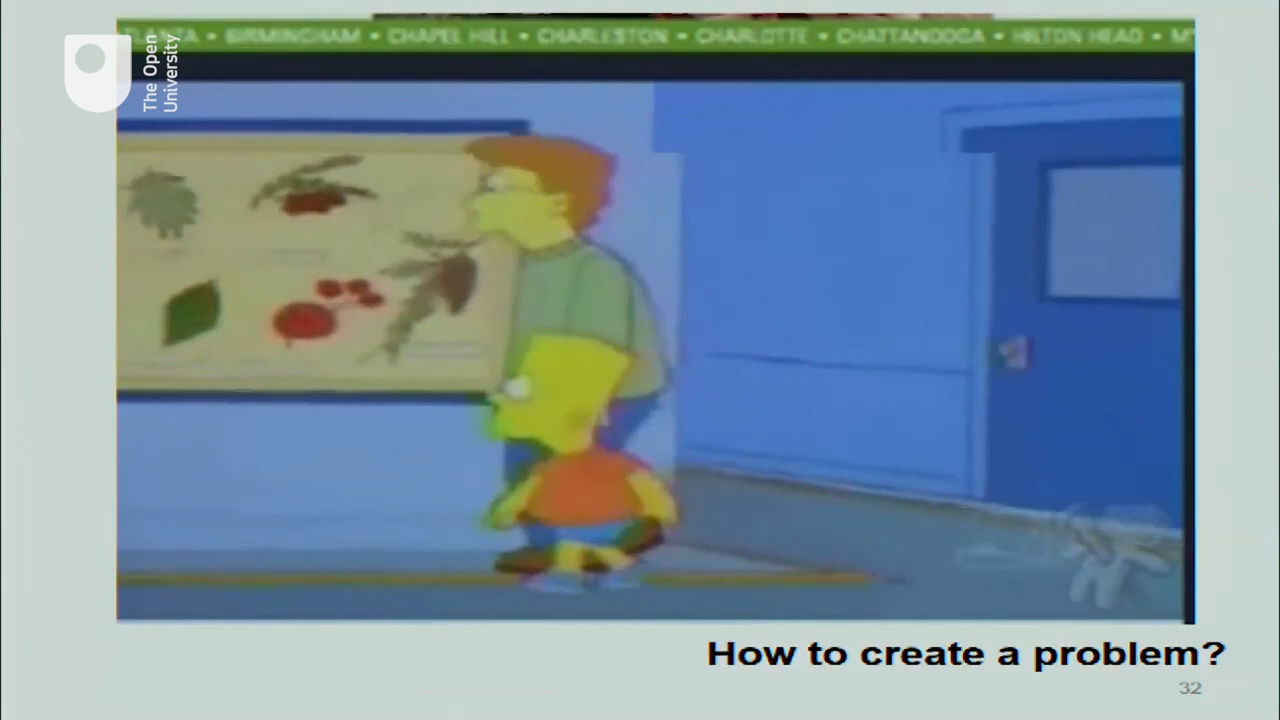 BIRMINGHAM • CHAPEL HILL • CHARLESTON • CHARLOTTE • CHATTANOOGA • HILTON HEAD •
The Open
University
How to create a problem?
32